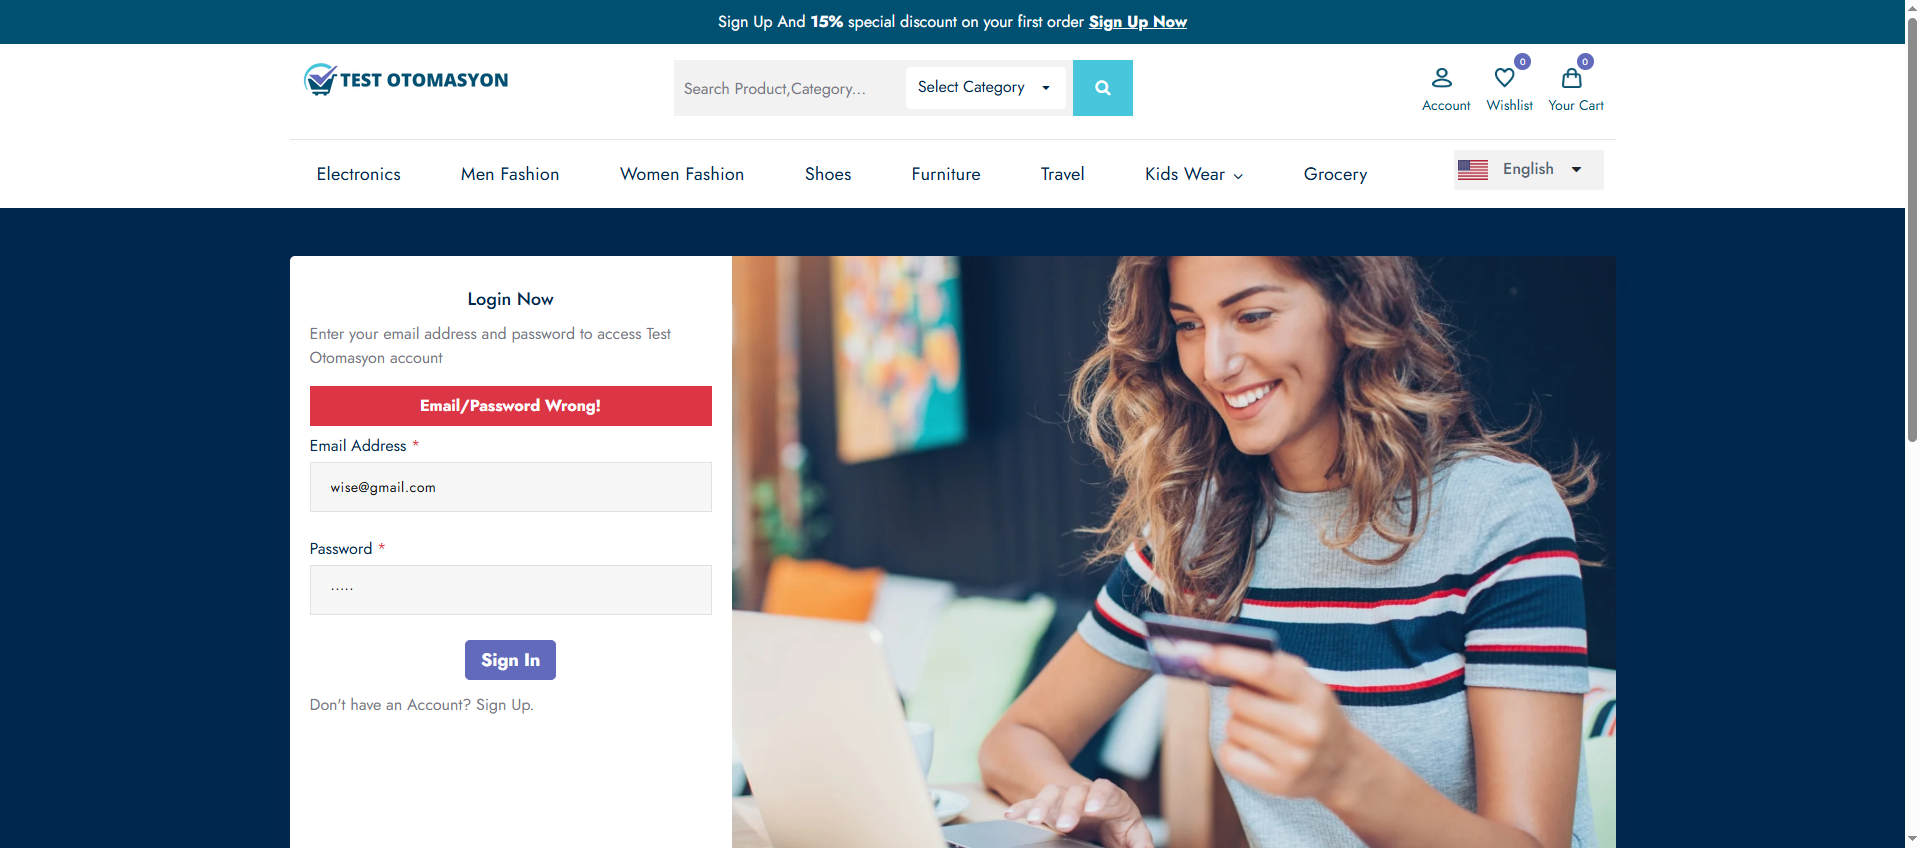 Sign Up And 15% special discount on your first order Sign Up Now
TEST OTOMASYON
Search Product,Category...
Select Category
0
0
Account
Wishlist
Your Cart
Electronics
Men Fashion
Women Fashion
Shoes
Furniture
Travel
Kids Wear
Grocery
English
Login Now
Enter your email address and password to access Test
Otomasyon account
Email/Password Wrong!
Email Address *
wise@gmail.com
Password *
.....
Sign In
Don't have an Account? Sign Up.